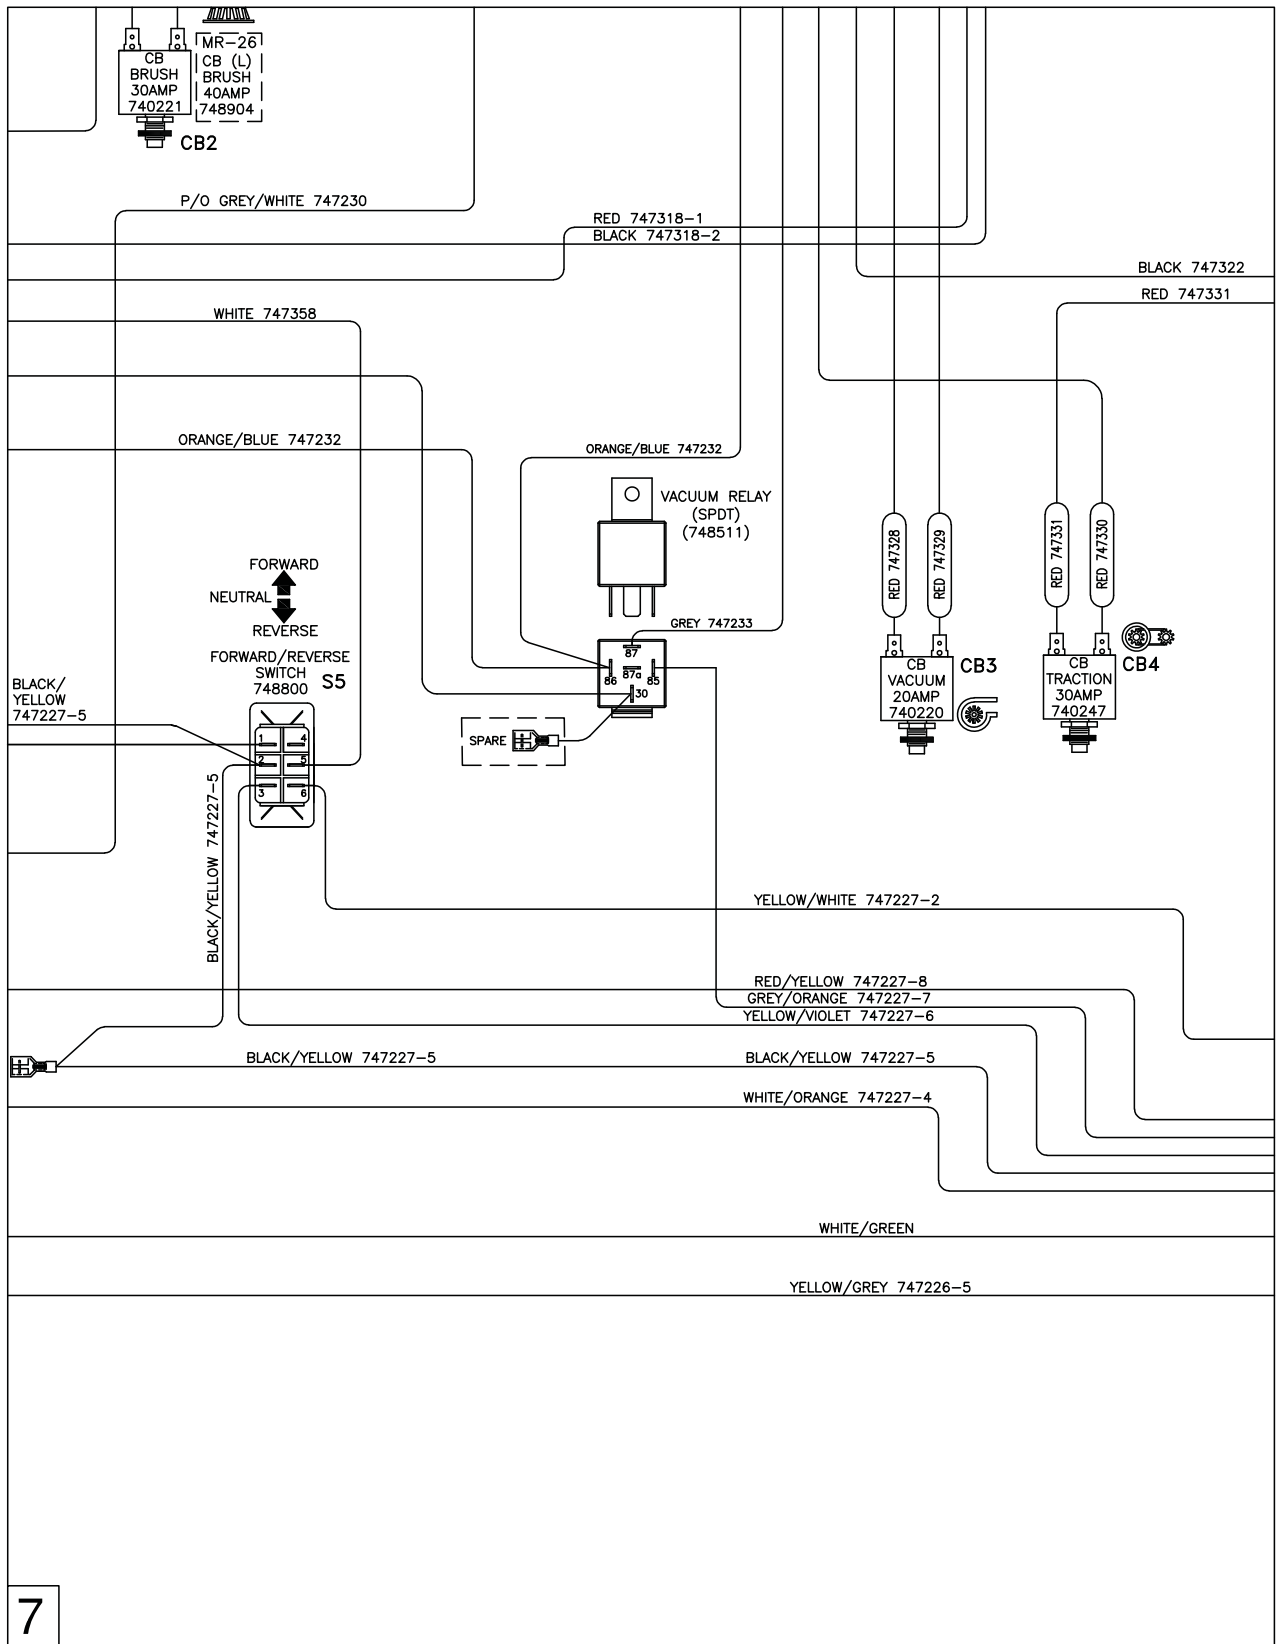 CB
BRUSH
30AMP
740221
CB2
MR-26
CB (L)
BRUSH
40AMP
748904
P/O GREY/WHITE 747230
RED 747318-1
BLACK 747318-2
BLACK 747322
RED 747331
WHITE 747358
ORANGE/BLUE 747232
ORANGE/BLUE 747232
VACUUM RELAY
(SPDT)
(748511)
RED 747328
RED 747329
RED 747331
RED 747330
FORWARD
NEUTRAL
REVERSE
FORWARD/REVERSE
SWITCH
748800
S5
GREY 747233
87
87a
86
85
30
SPARE
CB
VACUUM
20AMP
740220
CB3
CB
TRACTION
30AMP
740247
CB4
BLACK/
YELLOW
747227-5
1
4
2
5
3
6
BLACK/YELLOW 747227-5
YELLOW/WHITE 747227-2
RED/YELLOW 747227-8
GREY/ORANGE 747227-7
YELLOW/VIOLET 747227-6
BLACK/YELLOW 747227-5
BLACK/YELLOW 747227-5
WHITE/ORANGE 747227-4
WHITE/GREEN
YELLOW/GREY 747226-5
7